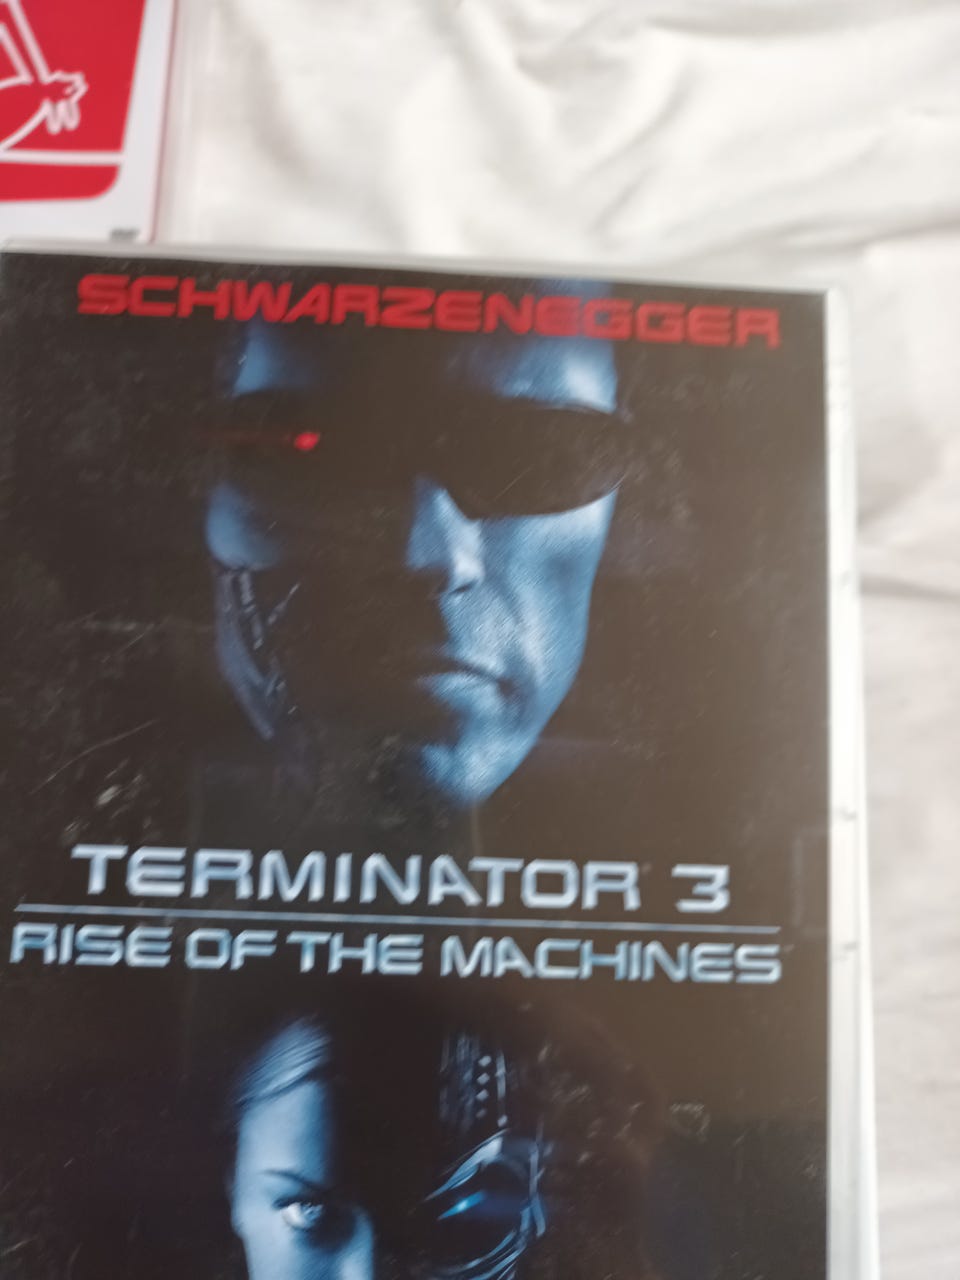 SCHWARZENEGGER
TERMINATOR 3
RISE OF THE MACHINES